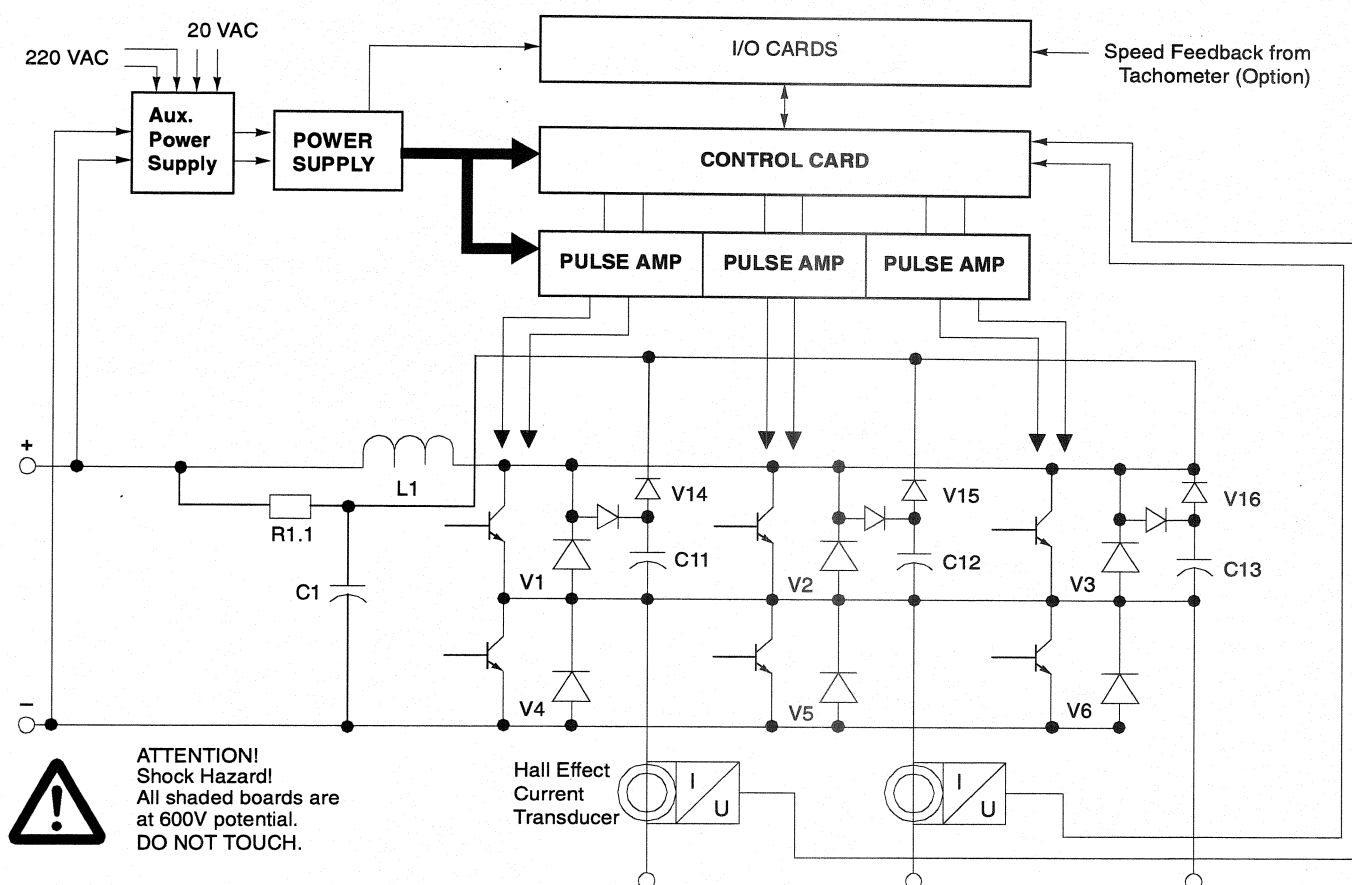 20 VAC
220 VAC
I/O CARDS
Speed Feedback from
Tachometer (Option)
Aux.
Power
Supply
POWER
SUPPLY
CONTROL CARD
PULSE AMP
PULSE AMP
PULSE AMP
+
L1
V14
V15
V16
R1.1
C1
V1
C11
V2
C12
V3
C13
V4
V5
V6
–
ATTENTION!
Shock Hazard!
All shaded boards are
at 600V potential.
DO NOT TOUCH.
Hall Effect
Current
Transducer
I
U
I
U